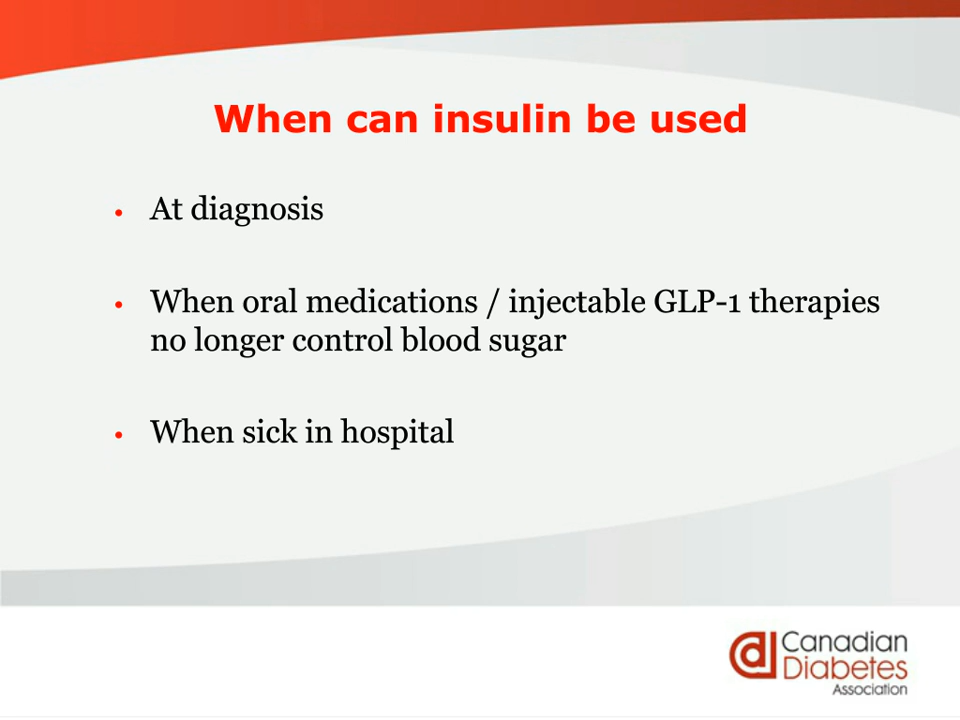 When can insulin be used
• At diagnosis
• When oral medications / injectable GLP-1 therapies
no longer control blood sugar
• When sick in hospital
Canadian
Diabetes
Association